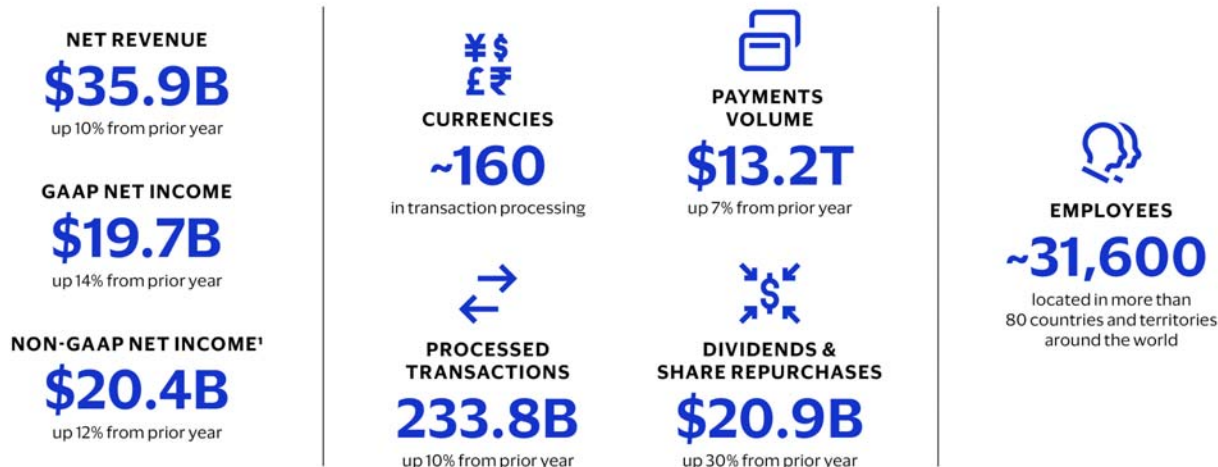 NET REVENUE
$35.9B
up 10% from prior year
GAAP NET INCOME
$19.7B
up 14% from prior year
NON-GAAP NET INCOME¹
$20.4B
up 12% from prior year
¥ $
£ ₹
CURRENCIES
~160
in transaction processing
PROCESSED
TRANSACTIONS
233.8B
up 10% from prior year
PAYMENTS
VOLUME
$13.2T
up 7% from prior year
$
DIVIDENDS &
SHARE REPURCHASES
$20.9B
up 30% from prior year
EMPLOYEES
~31,600
located in more than
80 countries and territories
around the world